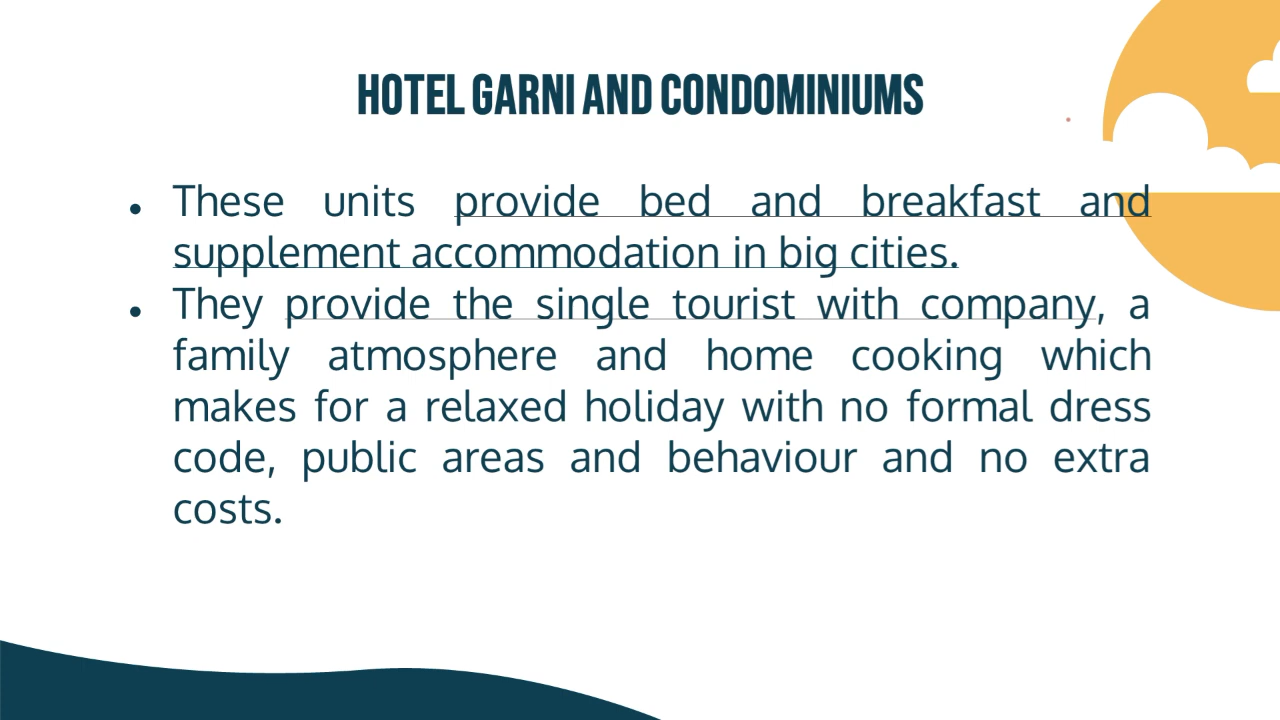 HOTEL GARNI AND CONDOMINIUMS
• These units provide bed and breakfast and
supplement accommodation in big cities.
• They provide the single tourist with company, a
family atmosphere and home cooking which
makes for a relaxed holiday with no formal dress
code, public areas and behaviour and no extra
costs.